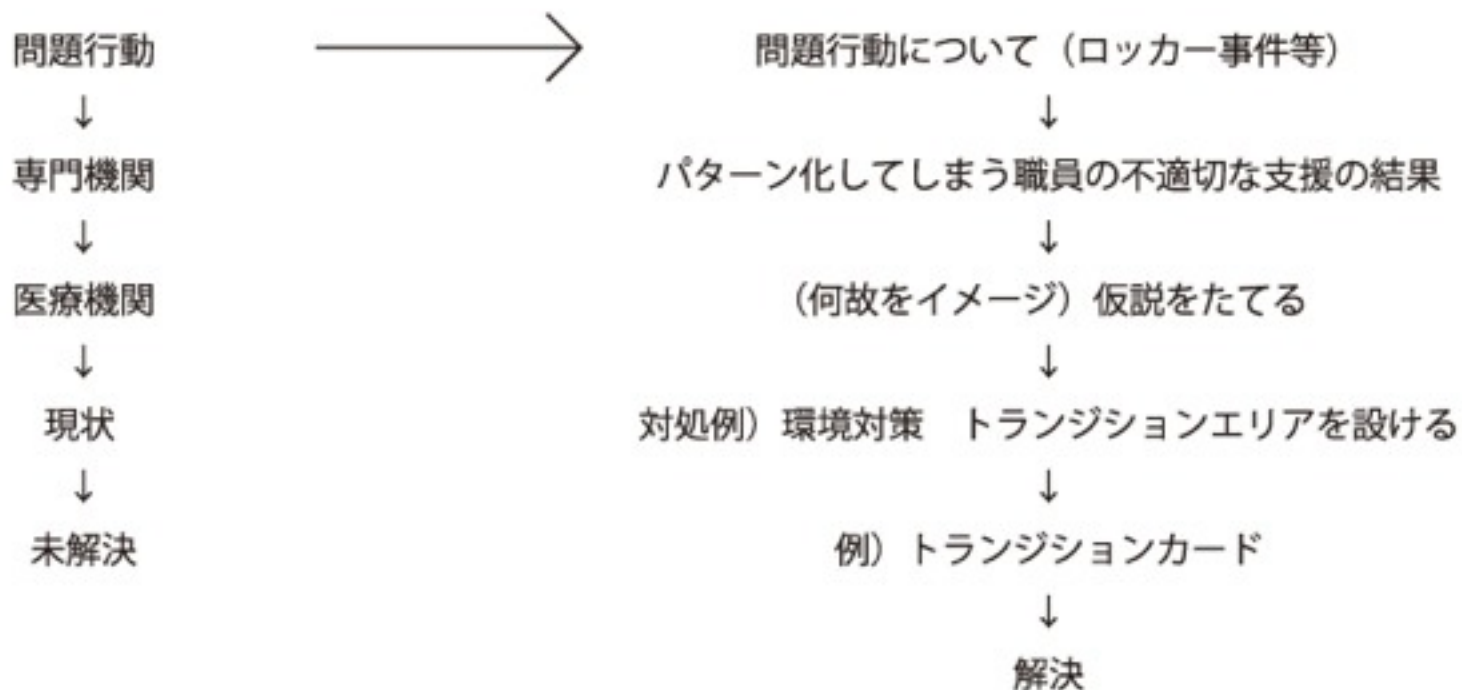 問題行動
↓
専門機関
↓
医療機関
↓
現状
↓
未解決
問題行動について（ロッカー事件等）
↓
パターン化してしまう職員の不適切な支援の結果
↓
（何故をイメージ）仮説をたてる
↓
対処例）環境対策　トランジションエリアを設ける
↓
例）トランジションカード
↓
解決